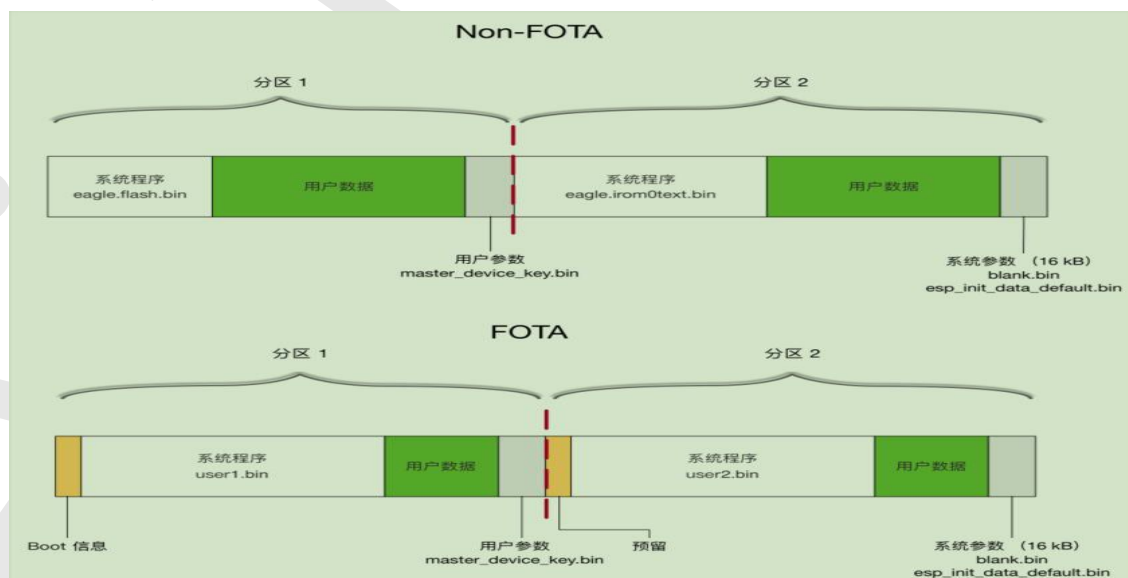 Non-FOTA
分区 1
分区 2
系统程序
eagle.flash.bin
用户数据
系统程序
eagle.irom0text.bin
用户数据
用户参数
master_device_key.bin
系统参数 （16 kB）
blank.bin
esp_init_data_default.bin
FOTA
分区 1
分区 2
系统程序
user1.bin
用户数据
系统程序
user2.bin
用户数据
Boot 信息
用户参数
master_device_key.bin
预留
系统参数 （16 kB）
blank.bin
esp_init_data_default.bin